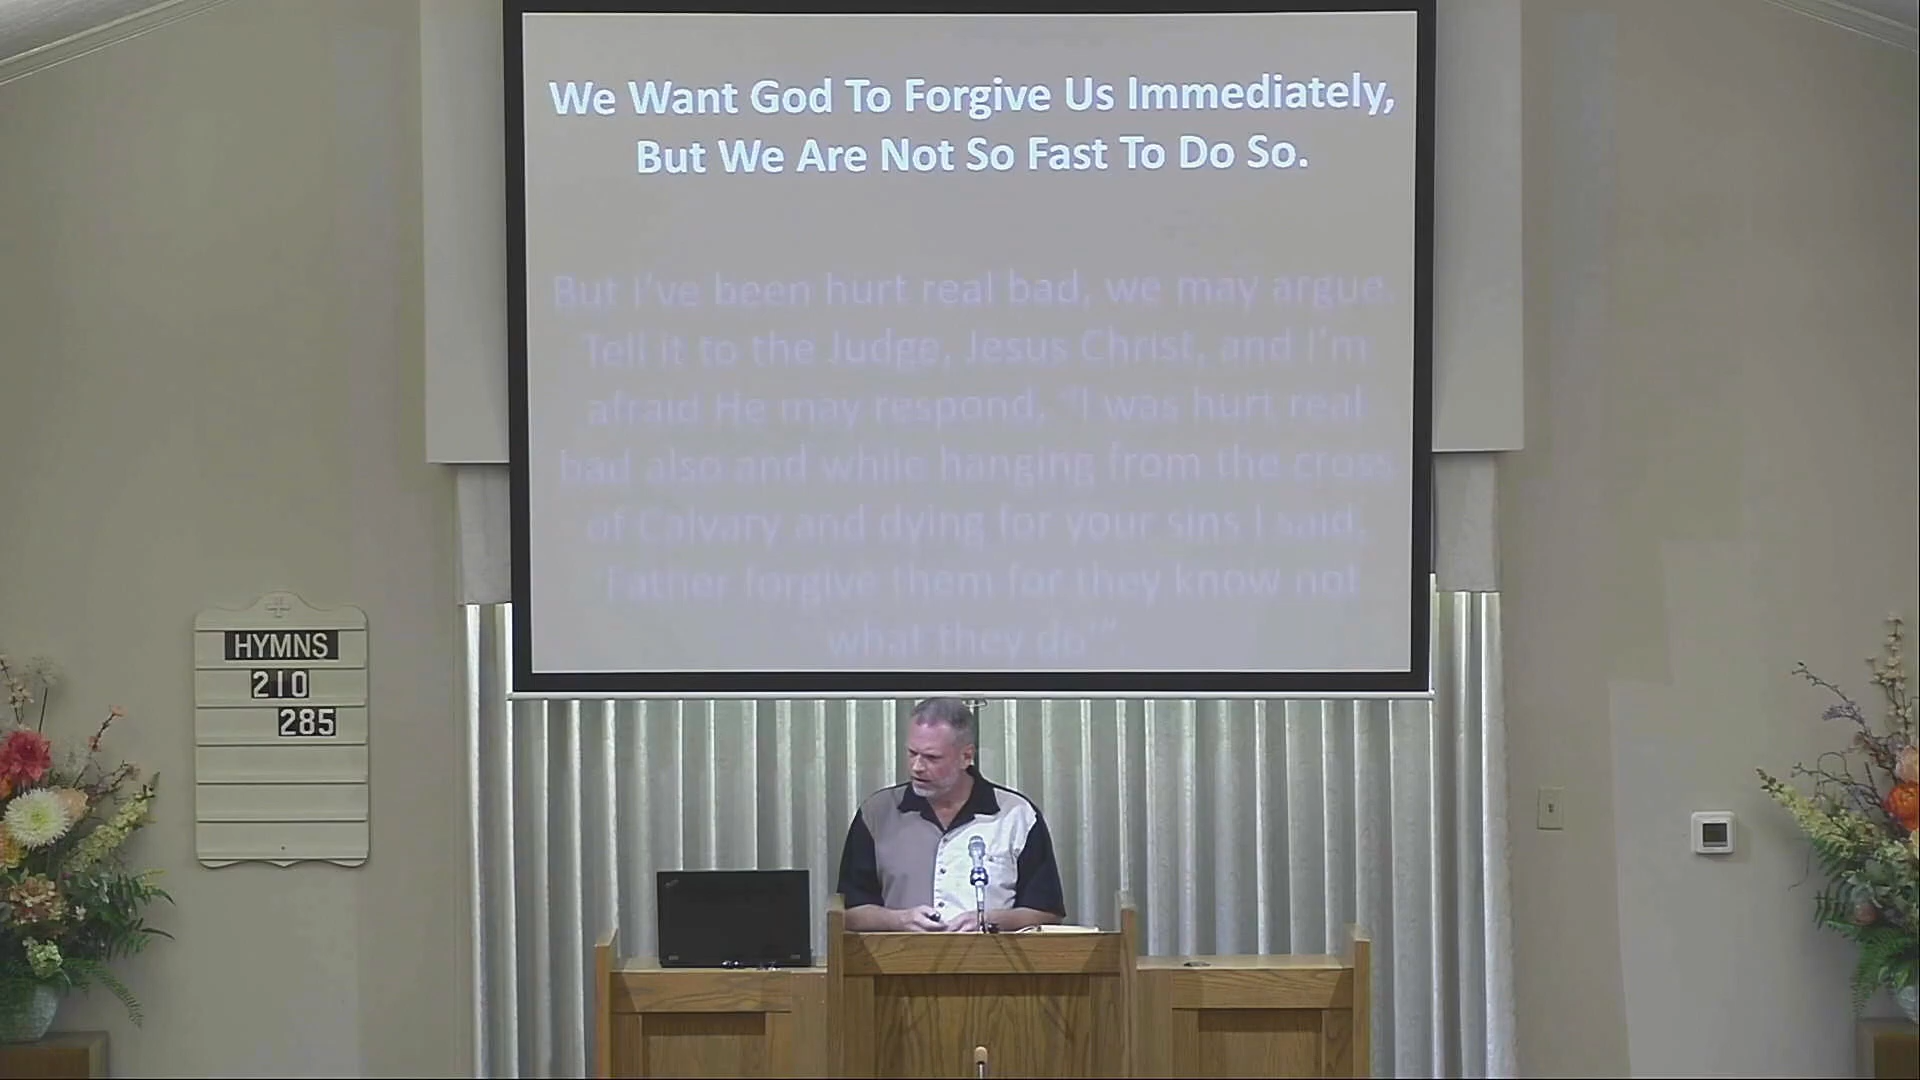 We Want God To Forgive Us Immediately,
But We Are Not So Fast To Do So.
But I've been hurt real bad, we may argue.
Tell it to the Judge, Jesus Christ, and I'm
afraid He may respond, "I was hurt real
bad also and while hanging from the cross
of Calvary and dying for your sins I said,
'Father forgive them for they know not
what they do'".
HYMNS
210
285